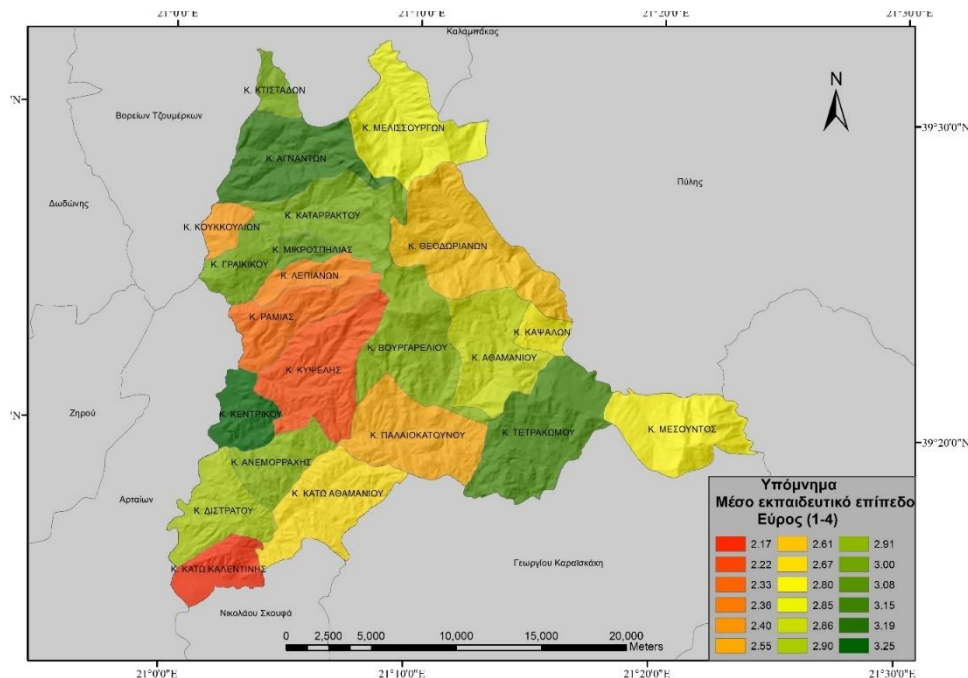 21°0'0"E
21°10'0"E
21°20'0"E
21°30'0"E
Καλαμπάκας
N
Κ. ΚΤΙΣΤΑΔΩΝ
°'N
Βορείων Τζουμέρκων
Κ. ΜΕΛΙΣΣΟΥΡΓΩΝ
39°30'0"N
Κ. ΑΓΝΑΝΤΩΝ
Πύλης
Δωδώνης
Κ. ΚΑΤΑΡΡΑΚΤΟΥ
Κ. ΚΟΥΚΚΟΥΛΙΩΝ
Κ. ΘΕΟΔΩΡΙΑΝΩΝ
Κ. ΜΙΚΡΟΣΠΗΛΙΑΣ
Κ. ΓΡΑΙΚΙΚΟΥ
Κ. ΛΕΠΙΑΝΩΝ
Κ. ΡΑΜΙΑΣ
Κ. ΚΑΨΑΛΩΝ
Κ. ΒΟΥΡΓΑΡΕΛΙΟΥ
Κ. ΑΘΑΜΑΝΙΟΥ
Κ. ΚΥΨΕΛΗΣ
Ζηρού
Κ. ΚΕΝΤΡΙΚΟΥ
°'N
Κ. ΜΕΣΟΥΝΤΟΣ
Κ. ΠΑΛΑΙΟΚΑΤΟΥΝΟΥ
Κ. ΤΕΤΡΑΚΩΜΟΥ
39°20'0"N
Κ. ΑΝΕΜΟΡΡΑΧΗΣ
Αρταίων
Κ. ΚΑΤΩ ΑΘΑΜΑΝΙΟΥ
Κ. ΔΙΣΤΡΑΤΟΥ
Κ. ΚΑΤΩ ΚΑΛΕΝΤΙΝΗΣ
Γεωργίου Καραϊσκάκη
Νικολάου Σκουφά
Υπόμνημα
Μέσο εκπαιδευτικό επίπεδο
Εύρος (1-4)
2.17 2.61 2.91
2.22 2.67 3.00
2.33 2.80 3.08
2.36 2.85 3.15
2.40 2.86 3.19
2.55 2.90 3.25
0 2,500 5,000 10,000 15,000 20,000
Meters
21°0'0"E
21°10'0"E
21°20'0"E
21°30'0"E